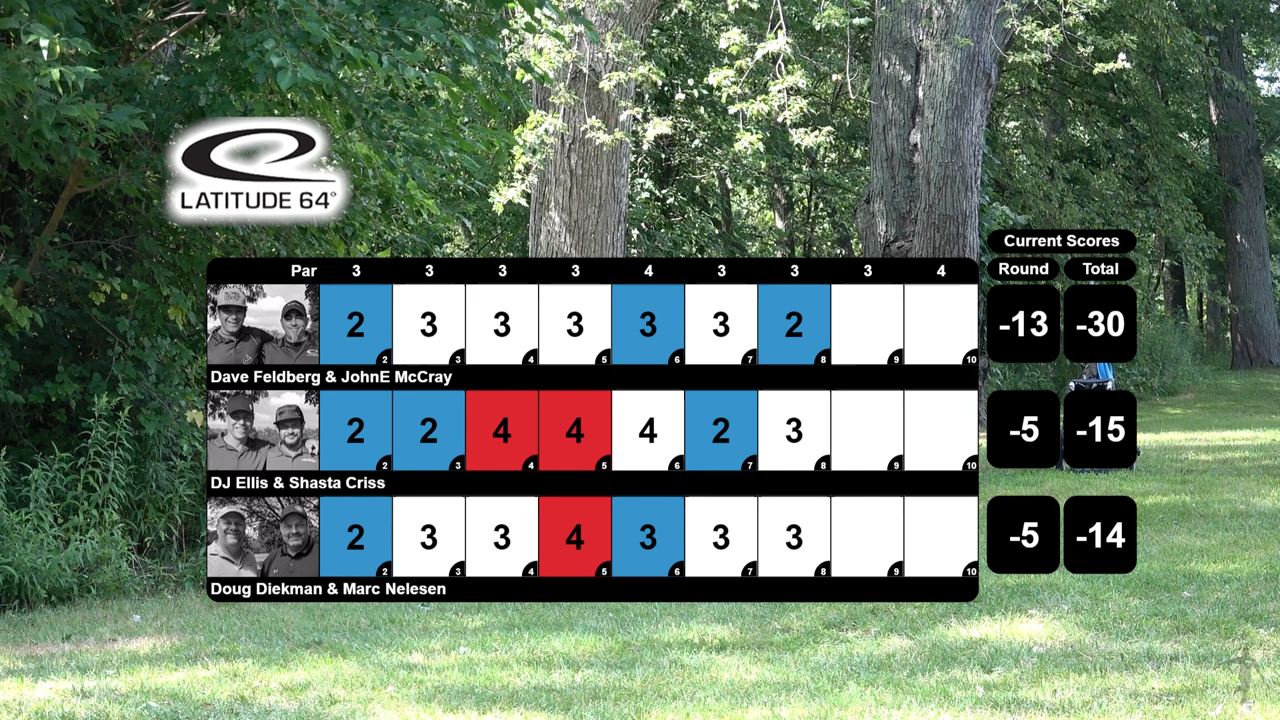 LATITUDE 64°
Current Scores
Par 3 3 3 3 4 3 3 3 4 Round Total
2 3 3 3 3 3 2 -13 -30
2 3 4 5 6 7 8 9 10
Dave Feldberg & JohnE McCray
2 2 4 4 4 2 3 -5 -15
2 3 4 5 6 7 8 9 10
DJ Ellis & Shasta Criss
2 3 3 4 3 3 3 -5 -14
2 3 4 5 6 7 8 9 10
Doug Diekman & Marc Nelesen